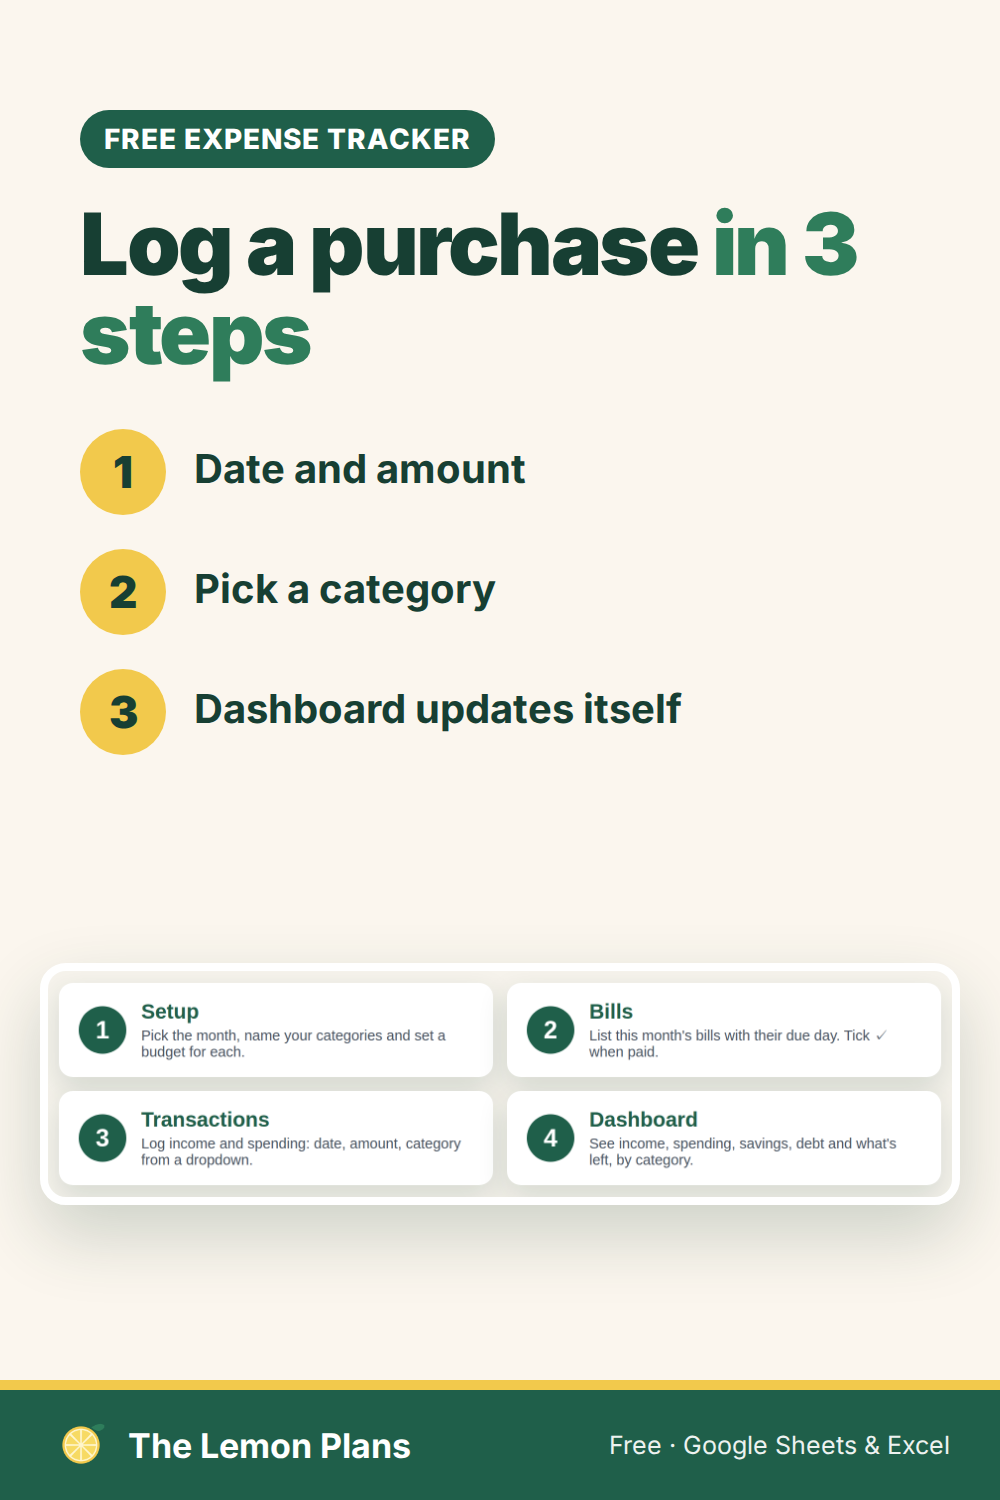 FREE EXPENSE TRACKER
Log a purchase in 3
steps
1 Date and amount
2 Pick a category
3 Dashboard updates itself
1 Setup
Pick the month, name your categories and set a
budget for each.
2 Bills
List this month's bills with their due day. Tick ✓
when paid.
3 Transactions
Log income and spending: date, amount, category
from a dropdown.
4 Dashboard
See income, spending, savings, debt and what's
left, by category.
The Lemon Plans
Free · Google Sheets & Excel